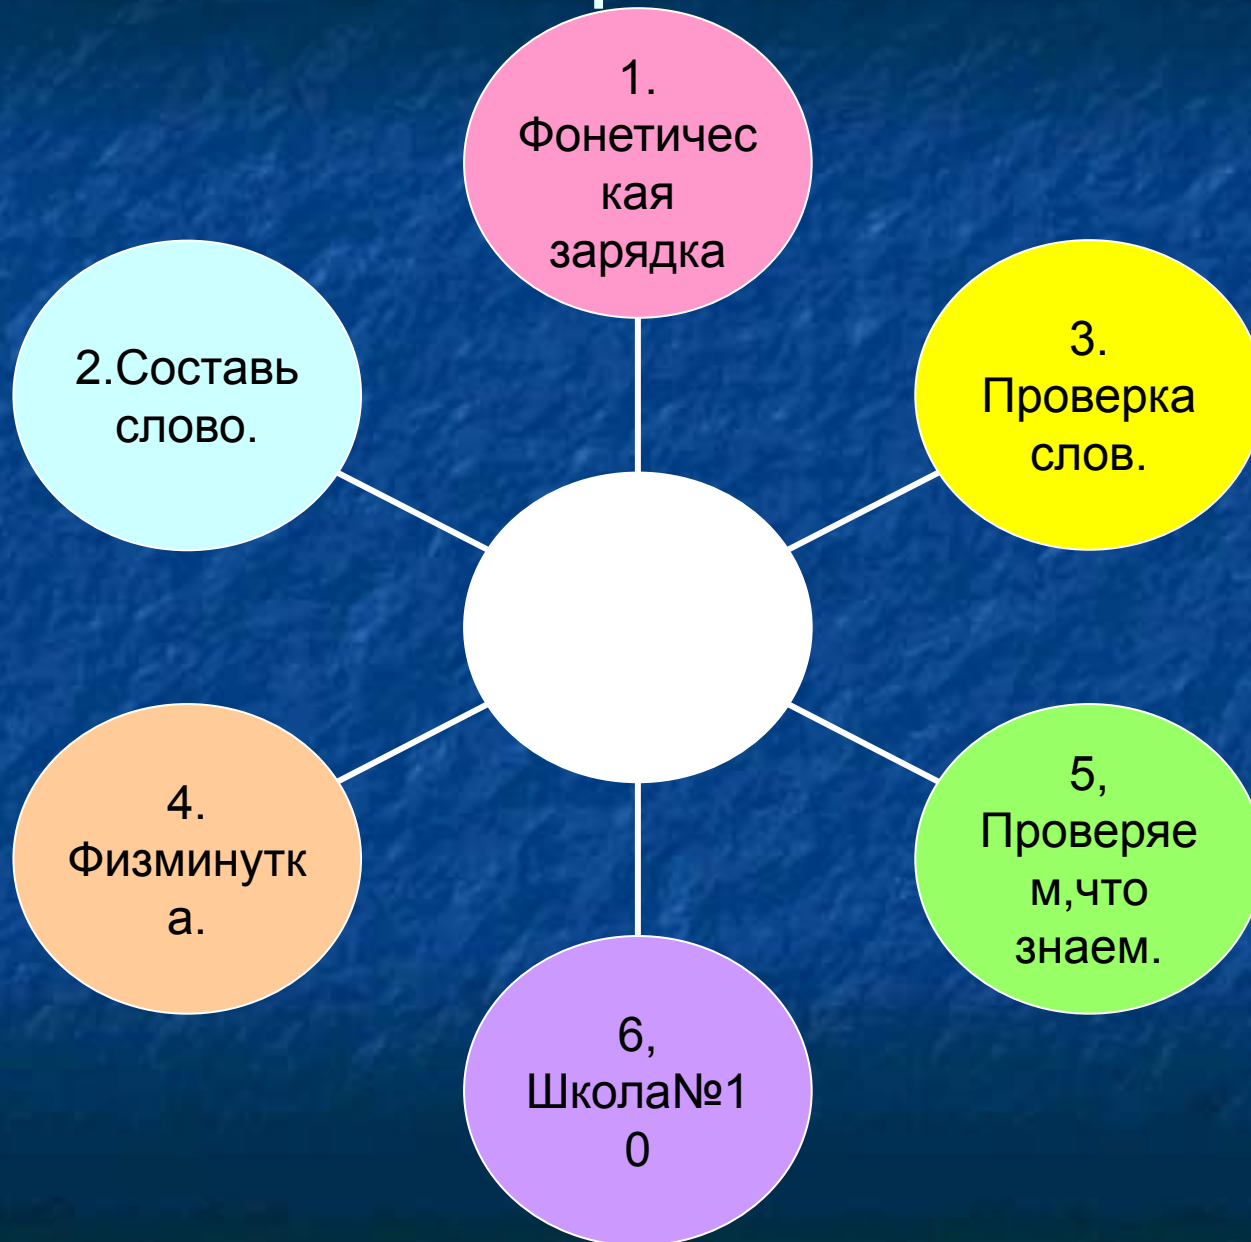 1.
Фонетичес
кая
зарядка
2.Составь
слово.
3.
Проверка
слов.
4.
Физминутк
а.
5,
Проверяе
м,что
знаем.
6,
Школа№1
0